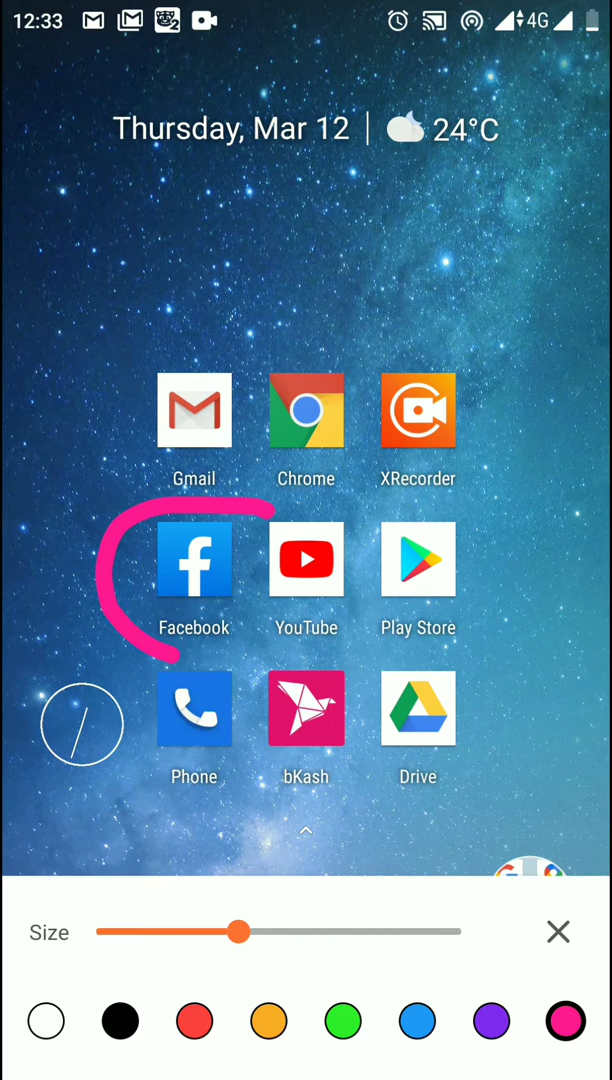 12:33 4G
Thursday, Mar 12 | 24°C
Gmail Chrome XRecorder
Facebook YouTube Play Store
Phone bKash Drive
Size